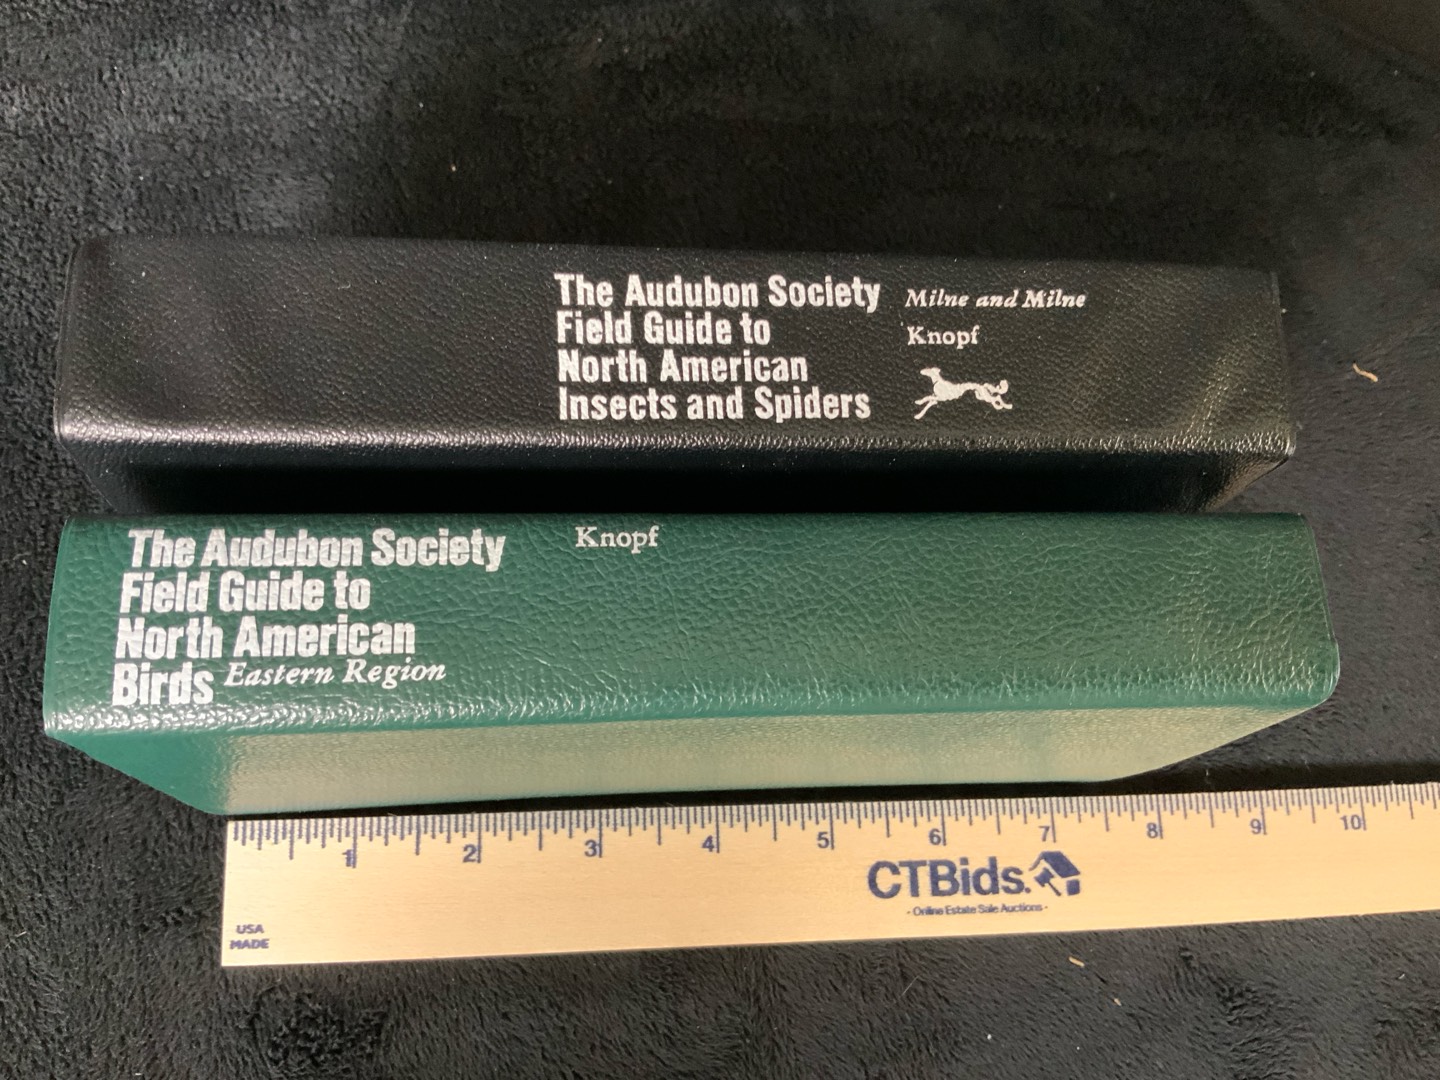 The Audubon Society
Field Guide to
North American
Insects and Spiders
Milne and Milne
Knopf
The Audubon Society
Field Guide to
North American
Birds Eastern Region
Knopf
1 2 3 4 5 6 7 8 9 10
CTBids.
- Online Estate Sale Auctions -
USA
MADE